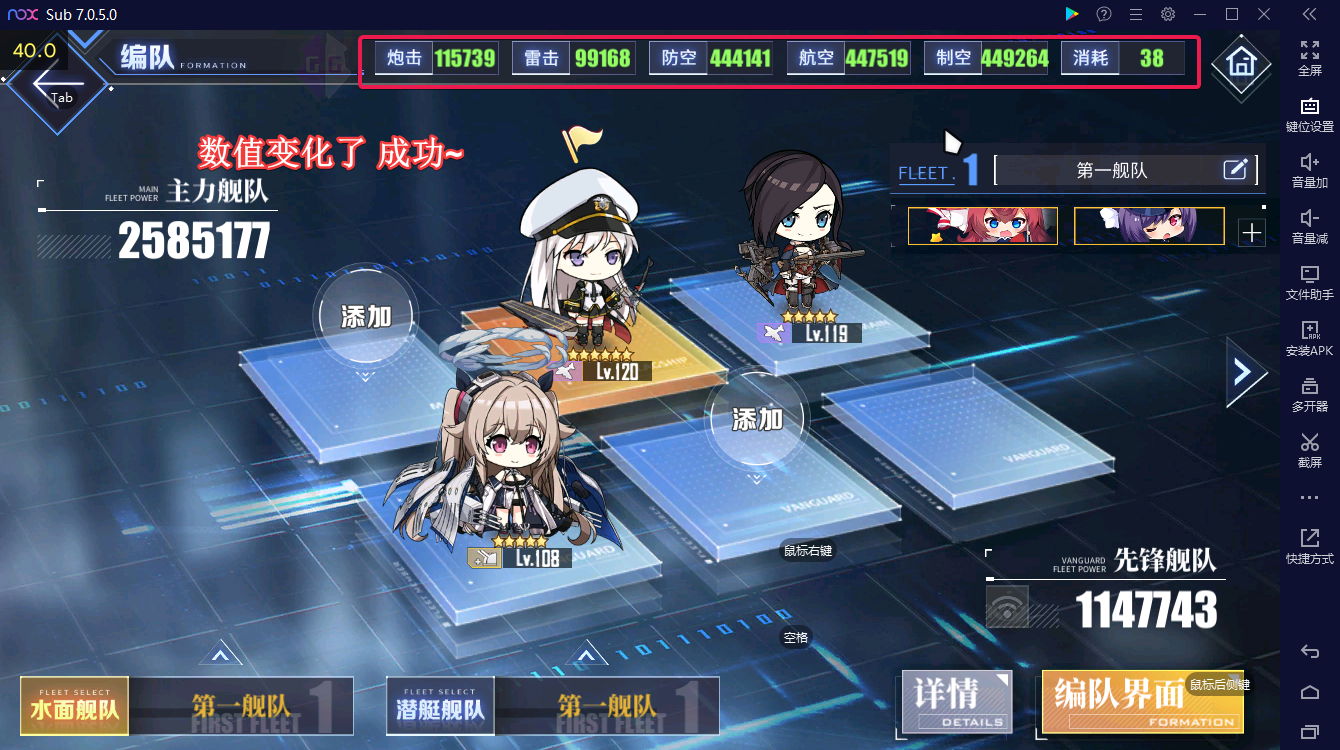 nox Sub 7.0.5.0
40.0
Tab
编队 FORMATION
炮击 115739 雷击 99168 防空 444141 航空 447519 制空 449264 消耗 38
全屏
键位设置
音量加
音量减
文件助手
安装APK
多开器
截屏
快捷方式
数值变化了 成功~
MAIN
FLEET POWER 主力舰队
2585177
FLEET . 1 第一舰队
添加
Lv.119
Lv.120
添加
VANGUARD
VANGUARD
Lv.108
鼠标右键
VANGUARD
FLEET POWER 先锋舰队
1147743
空格
FLEET SELECT
水面舰队 第一舰队 1
FIRST FLEET
FLEET SELECT
潜艇舰队 第一舰队 1
FIRST FLEET
详情
DETAILS
编队界面
FORMATION
鼠标后侧键